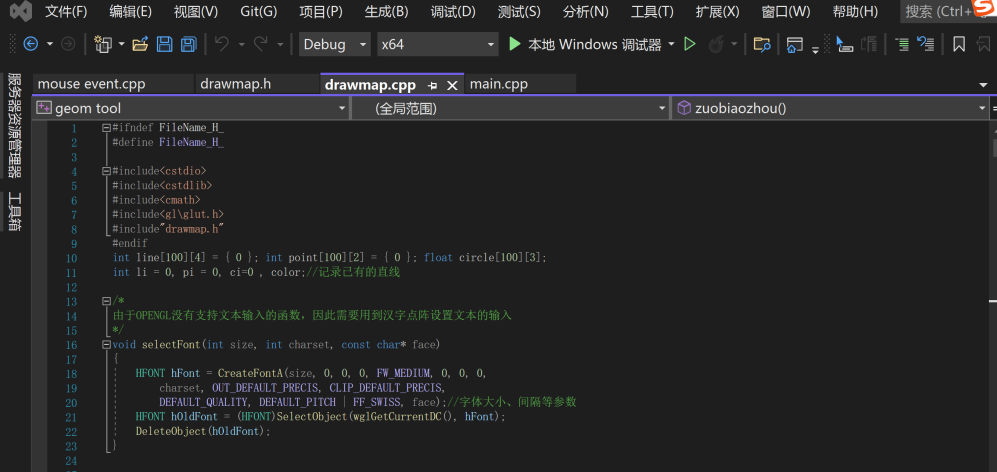 文件(F) 编辑(E) 视图(V) Git(G) 项目(P) 生成(B) 调试(D) 测试(S) 分析(N) 工具(T) 扩展(X) 窗口(W) 帮助(H) 搜索 (Ctrl+
Debug x64 本地 Windows 调试器
服务器资源管理器
工具箱
mouse event.cpp drawmap.h drawmap.cpp main.cpp
geom tool (全局范围) zuobiaozhou()
1 #ifndef FileName_H_
2 #define FileName_H_
3
4 #include<cstdio>
5 #include<cstdlib>
6 #include<cmath>
7 #include<gl\glut.h>
8 #include"drawmap.h"
9 #endif
10 int line[100][4] = { 0 }; int point[100][2] = { 0 }; float circle[100][3];
11 int li = 0, pi = 0, ci=0 , color;//记录已有的直线
12
13 /*
14 由于OPENGL没有支持文本输入的函数，因此需要用到汉字点阵设置文本的输入
15 */
16 void selectFont(int size, int charset, const char* face)
17 {
18 HFONT hFont = CreateFontA(size, 0, 0, 0, FW_MEDIUM, 0, 0, 0,
19 charset, OUT_DEFAULT_PRECIS, CLIP_DEFAULT_PRECIS,
20 DEFAULT_QUALITY, DEFAULT_PITCH | FF_SWISS, face);//字体大小、间隔等参数
21 HFONT hOldFont = (HFONT)SelectObject(wglGetCurrentDC(), hFont);
22 DeleteObject(hOldFont);
23 }
24